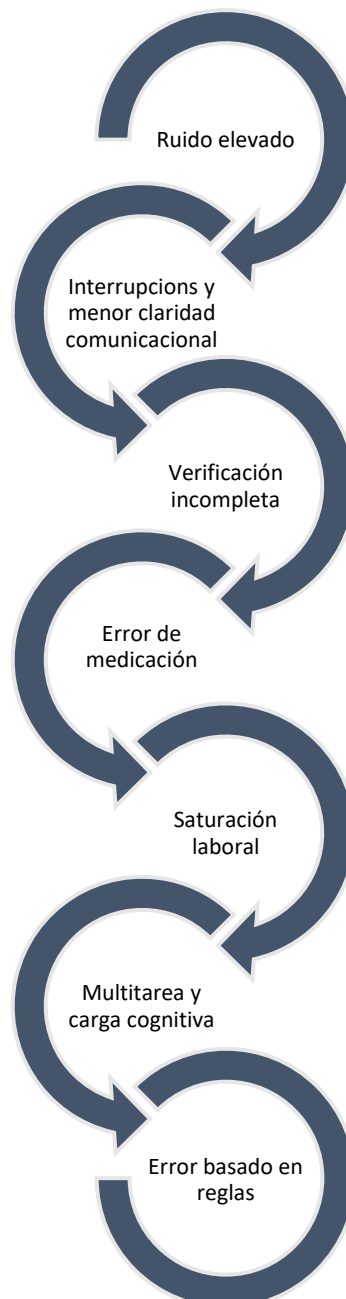 Ruido elevado
Interrupcions y
menor claridad
comunicacional
Verificación
incompleta
Error de
medicación
Saturación
laboral
Multitarea y
carga cognitiva
Error basado en
reglas